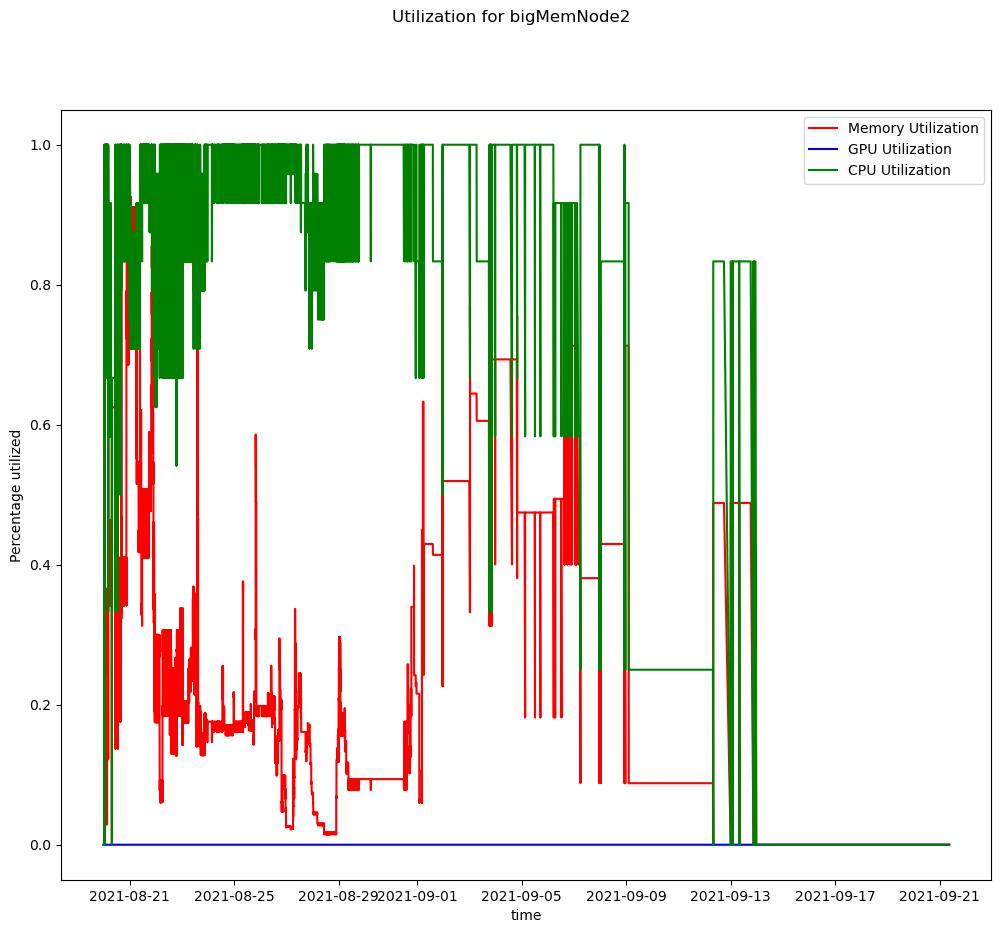 Utilization for bigMemNode2
Memory Utilization
GPU Utilization
CPU Utilization
Percentage utilized
1.0
0.8
0.6
0.4
0.2
0.0
2021-08-21 2021-08-25 2021-08-29 2021-09-01 2021-09-05 2021-09-09 2021-09-13 2021-09-17 2021-09-21
time